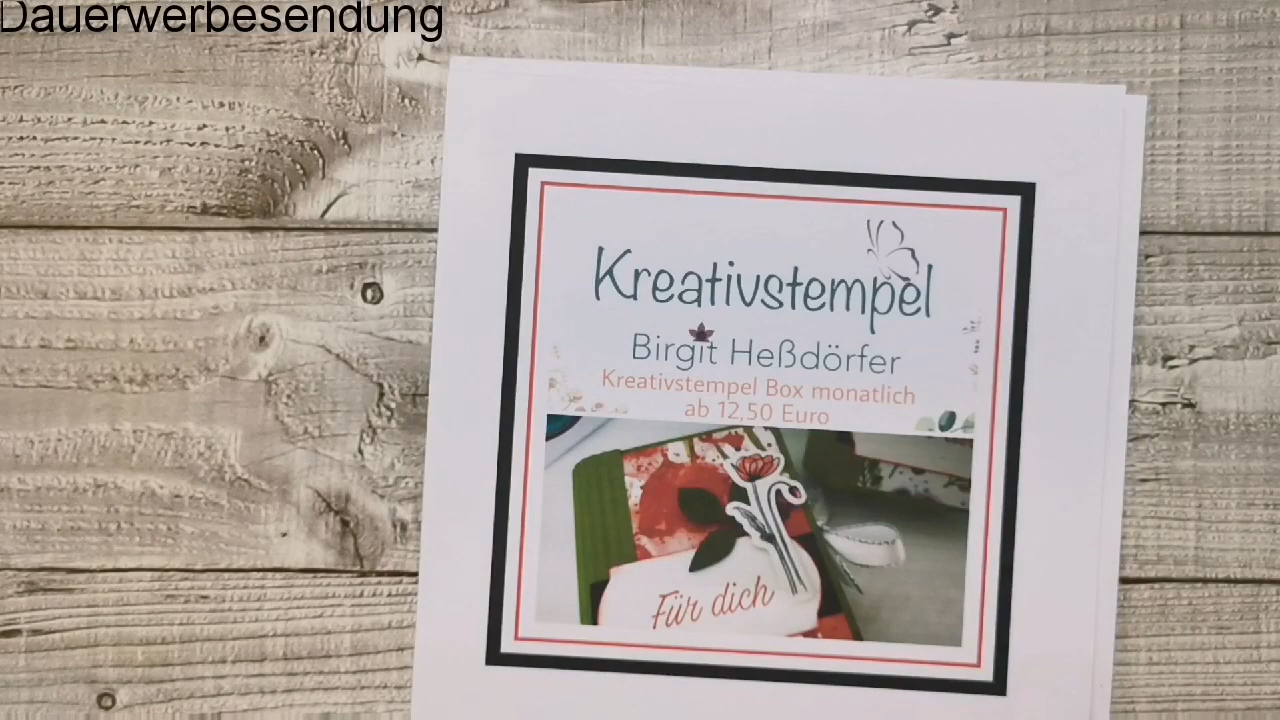 Dauerwerbesendung
Kreativstempel
Birgit Heßdörfer
Kreativstempel Box monatlich
ab 12,50 Euro
Für dich